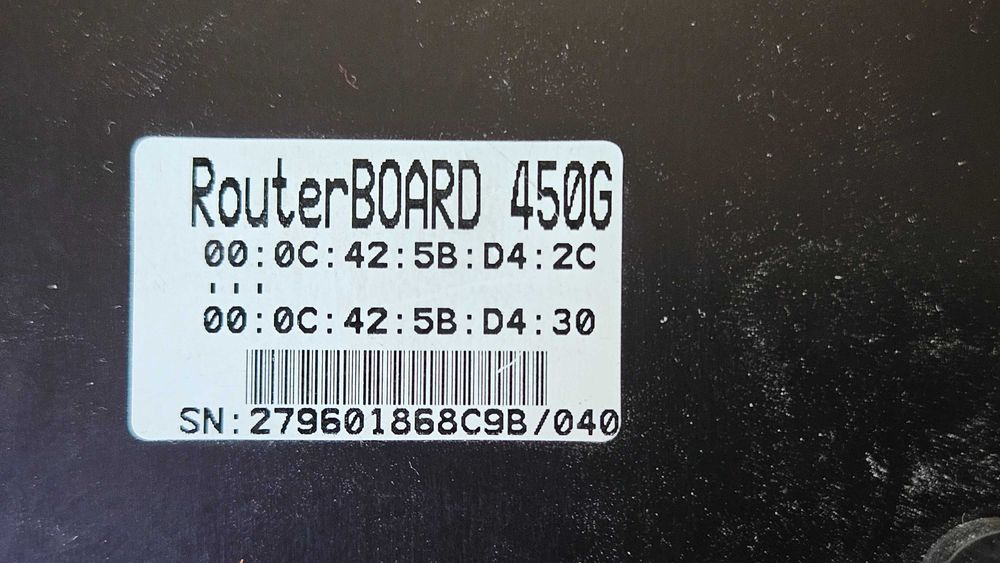 RouterBOARD 450G
00:0C:42:5B:D4:2C
...
00:0C:42:5B:D4:30
SN:279601868C9B/040